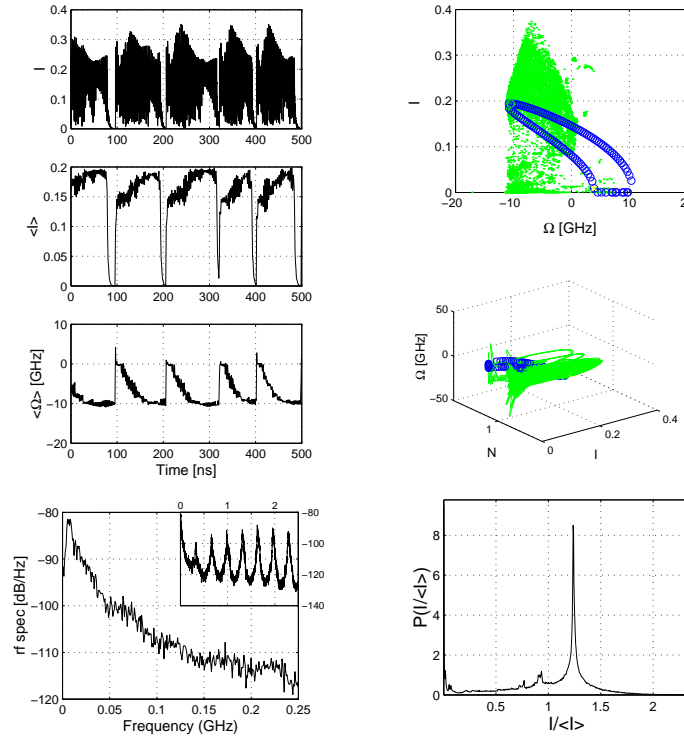 0.4
0.3
0.2
0.1
0
I
0 100 200 300 400 500
0.2
0.15
0.1
0.05
0
<I>
0 100 200 300 400 500
10
0
−10
−20
<Ω> [GHz]
0 100 200 300 400 500
Time [ns]
−80
−90
−100
−110
−120
rf spec [dB/Hz]
0 0.05 0.1 0.15 0.2 0.25
Frequency (GHz)
0 1 2
−80
−100
−120
−140
0.4
0.3
0.2
0.1
0
I
−20 −10 0 10 20
Ω [GHz]
50
0
−50
Ω [GHz]
1
N
0 0.2 0.4
I
8
6
4
2
0
P(I/<I>)
0 0.5 1 1.5 2
I/<I>